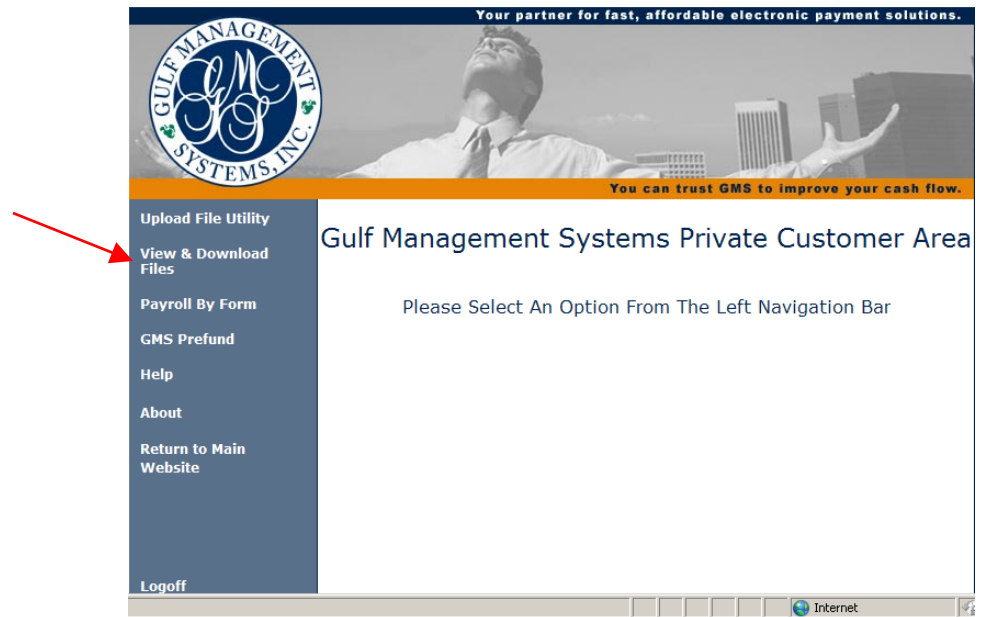 Your partner for fast, affordable electronic payment solutions.
GULF MANAGEMENT
SYSTEMS, INC.
GMS
You can trust GMS to improve your cash flow.
Upload File Utility
View & Download
Files
Payroll By Form
GMS Prefund
Help
About
Return to Main
Website
Logoff
Gulf Management Systems Private Customer Area
Please Select An Option From The Left Navigation Bar
Internet